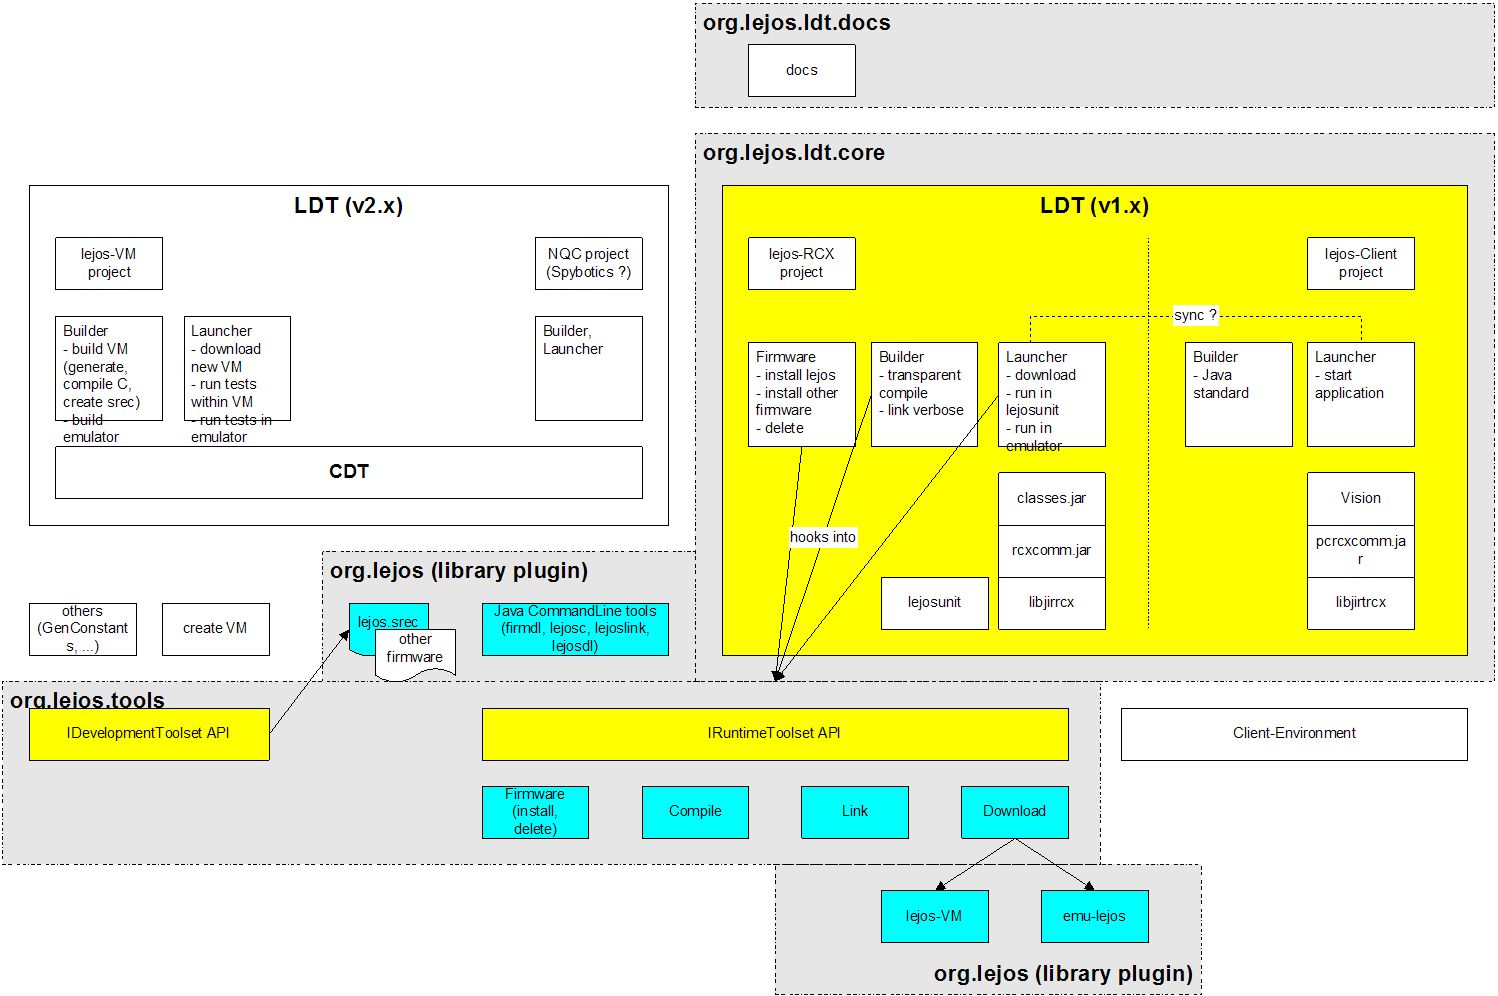 org.lejos.ldt.docs
docs
org.lejos.ldt.core
LDT (v2.x)
lejos-VM
project
NQC project
(Spybotics ?)
Builder
- build VM
(generate,
compile C,
create srec)
- build
emulator
Launcher
- download
new VM
- run tests
within VM
- run tests in
emulator
Builder,
Launcher
CDT
LDT (v1.x)
lejos-RCX
project
lejos-Client
project
sync ?
Firmware
- install lejos
- install other
firmware
- delete
Builder
- transparent
compile
- link verbose
Launcher
- download
- run in
lejosunit
- run in
emulator
Builder
- Java
standard
Launcher
- start
application
hooks into
classes.jar
rcxcomm.jar
lejosunit
libjirrcx
Vision
pcrcxcomm.ja
r
libjirtrcx
others
(GenConstant
s, ...)
create VM
org.lejos (library plugin)
lejos.srec
other
firmware
Java CommandLine tools
(firmdl, lejosc, lejoslink,
lejosdl)
org.lejos.tools
IDevelopmentToolset API
IRuntimeToolset API
Client-Environment
Firmware
(install,
delete)
Compile
Link
Download
lejos-VM
emu-lejos
org.lejos (library plugin)